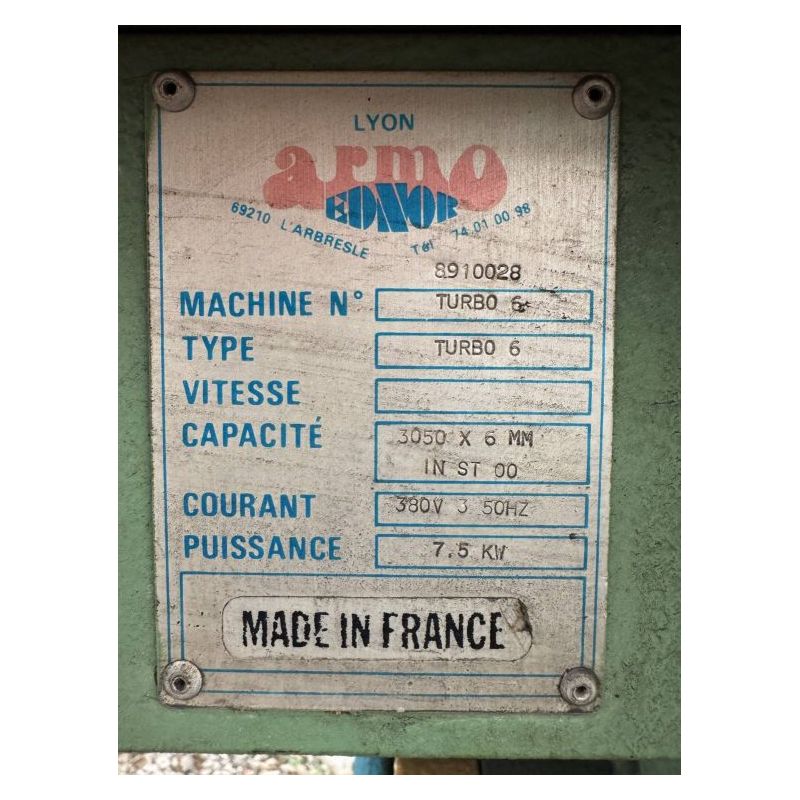 LYON
armo
EDNOR
69210 L'ARBRESLE Tél 74.01.00.98
8910028
MACHINE N° TURBO 6
TYPE TURBO 6
VITESSE
CAPACITÉ 3050 X 6 MM
IN ST 00
COURANT 380V 3 50HZ
PUISSANCE 7.5 KW
MADE IN FRANCE